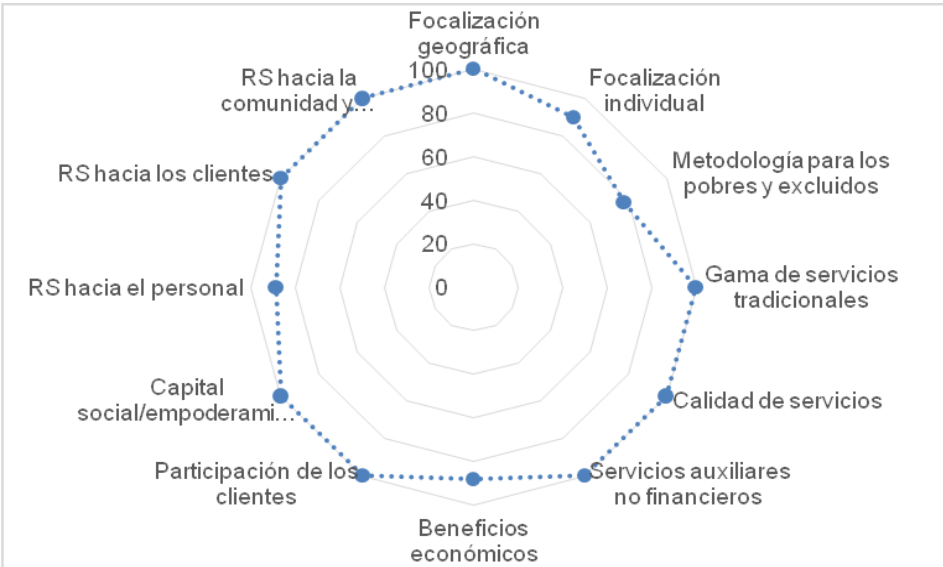 Focalización
geográfica
Focalización
individual
Metodología para los
pobres y excluidos
Gama de servicios
tradicionales
Calidad de servicios
Servicios auxiliares
no financieros
Beneficios
económicos
Participación de los
clientes
Capital
social/empoderami…
RS hacia el personal
RS hacia los clientes
RS hacia la
comunidad y…
100
80
60
40
20
0